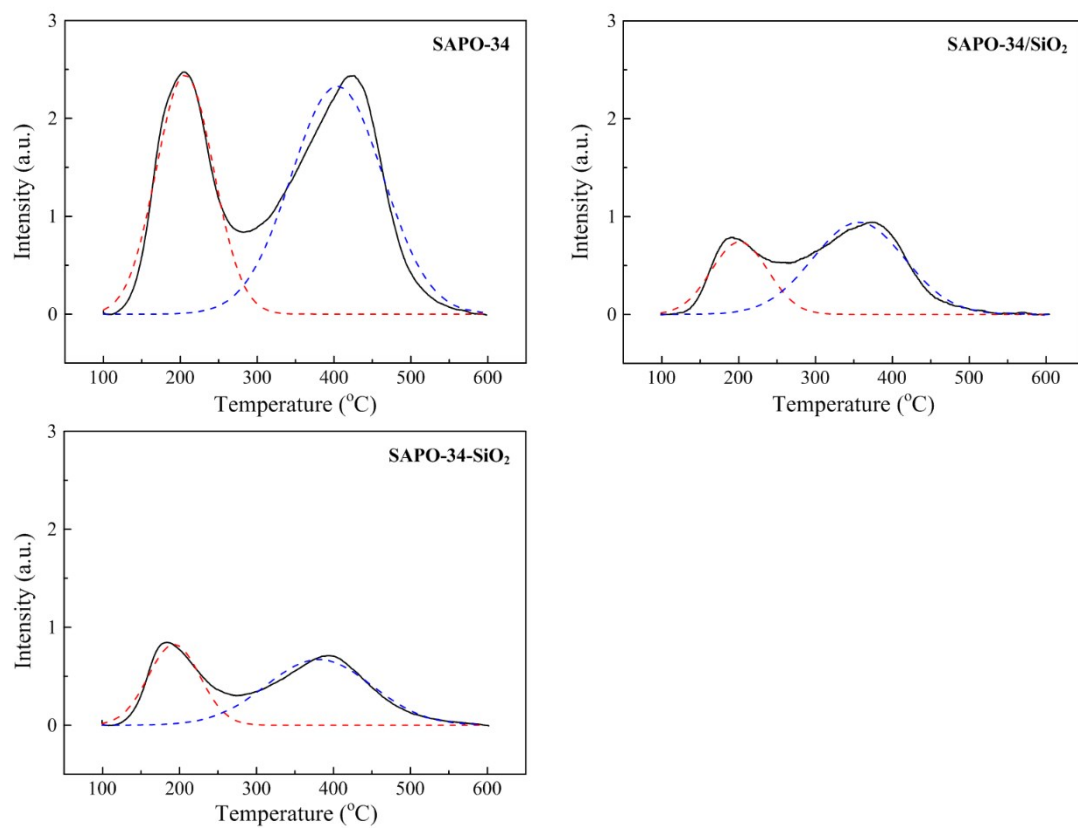 SAPO-34
3
2
1
0
Intensity (a.u.)
100 200 300 400 500 600
Temperature (°C)
SAPO-34/SiO₂
3
2
1
0
Intensity (a.u.)
100 200 300 400 500 600
Temperature (°C)
SAPO-34-SiO₂
3
2
1
0
Intensity (a.u.)
100 200 300 400 500 600
Temperature (°C)